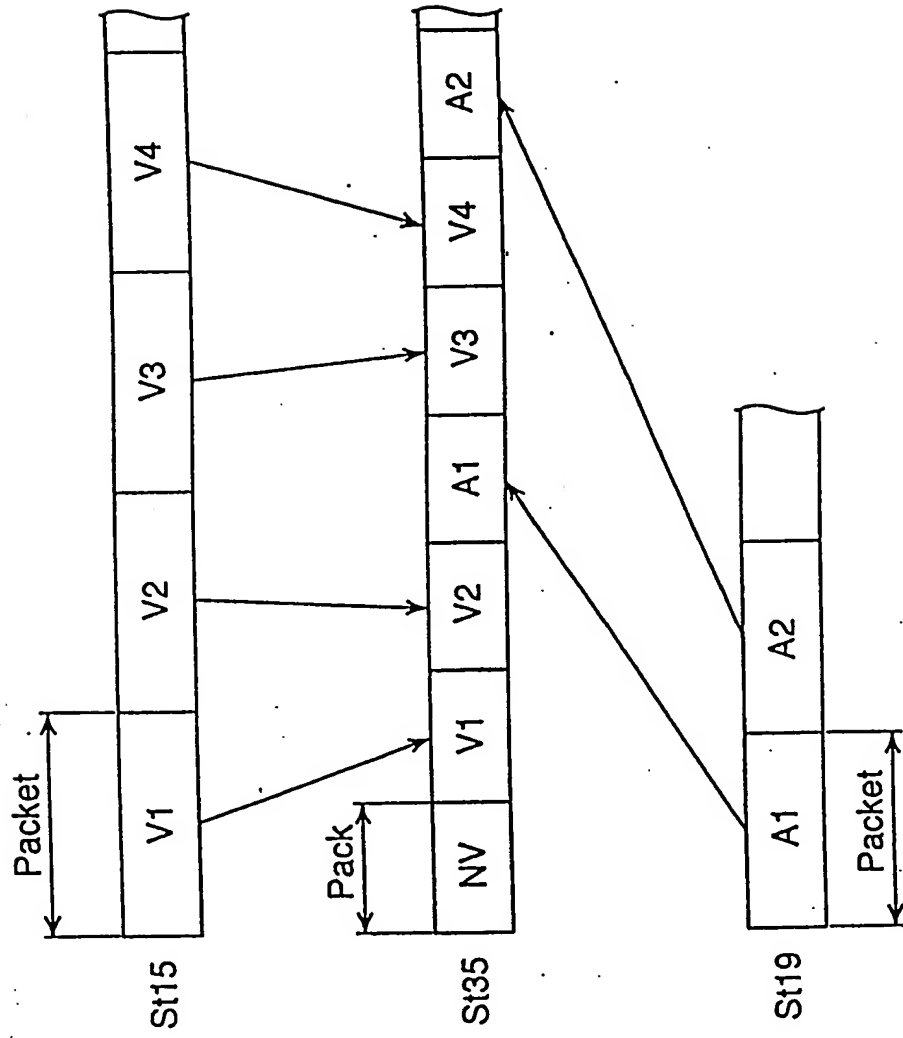 Packet
St15 V1 V2 V3 V4
Pack
St35 NV V1 V2 A1 V3 V4 A2
St19 A1 A2
Packet